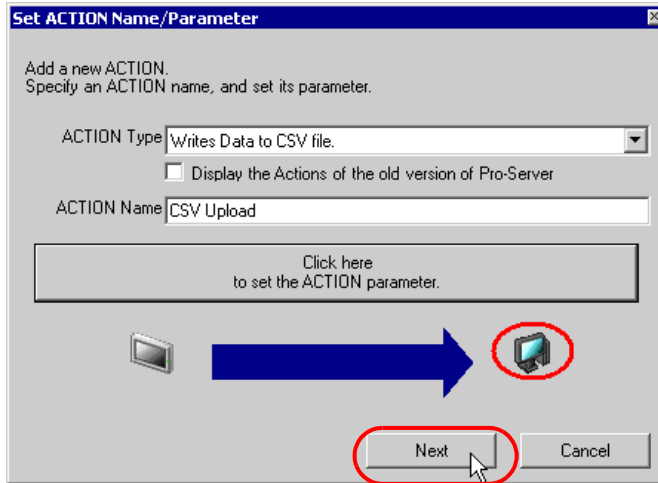 Set ACTION Name/Parameter
Add a new ACTION.
Specify an ACTION name, and set its parameter.
ACTION Type Writes Data to CSV file.
Display the Actions of the old version of Pro-Server
ACTION Name CSV Upload
Click here
to set the ACTION parameter.
Next Cancel